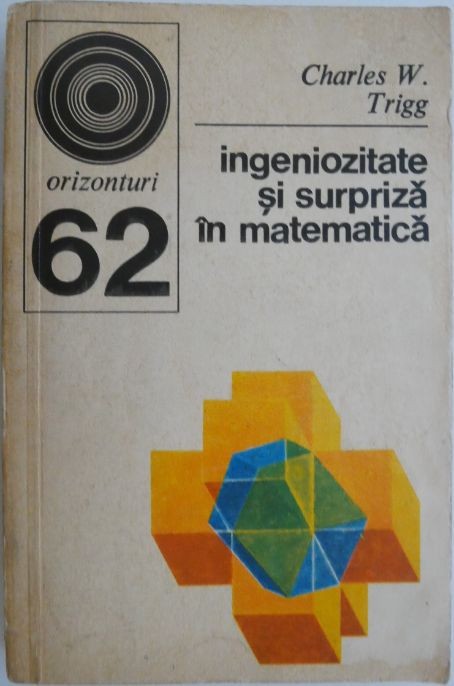 Charles W.
Trigg
orizonturi
62
ingeniozitate
și surpriză
în matematică